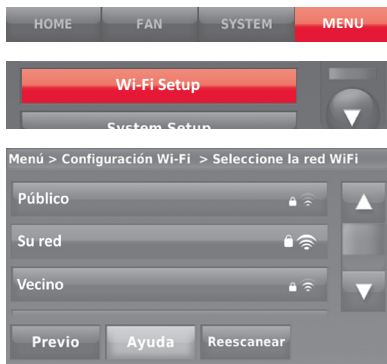 HOME FAN SYSTEM MENU
Wi-Fi Setup
System Setup
Menú > Configuración Wi-Fi > Seleccione la red WiFi
Público
Su red
Vecino
Previo Ayuda Reescanear